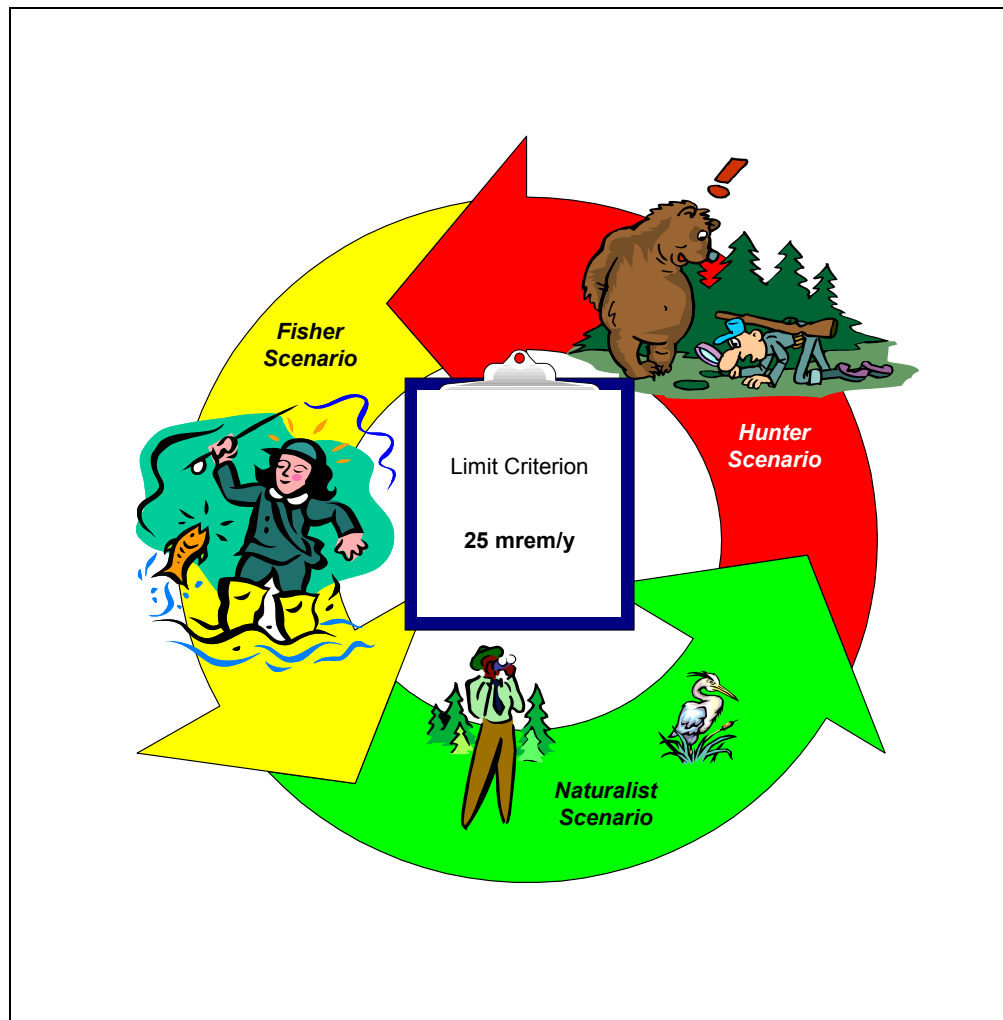 Fisher
Scenario
Limit Criterion
25 mrem/y
Hunter
Scenario
Naturalist
Scenario